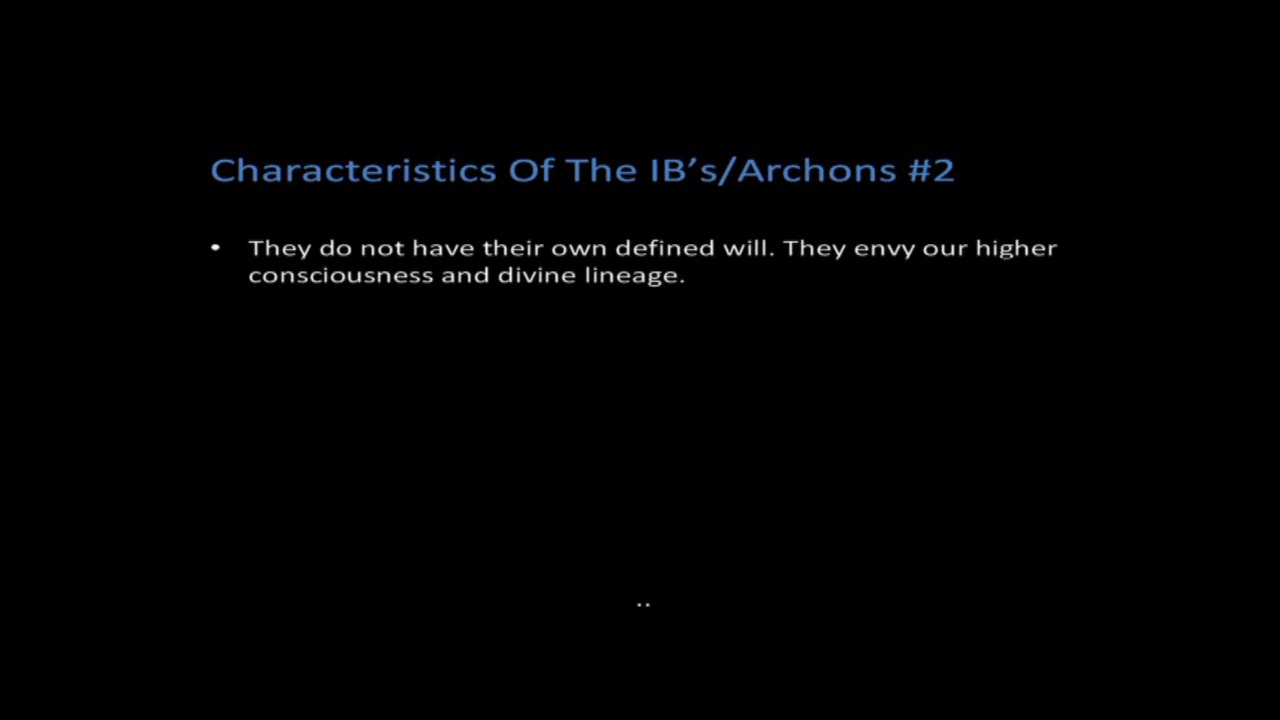 Characteristics Of The IB’s/Archons #2
• They do not have their own defined will. They envy our higher
consciousness and divine lineage.
..